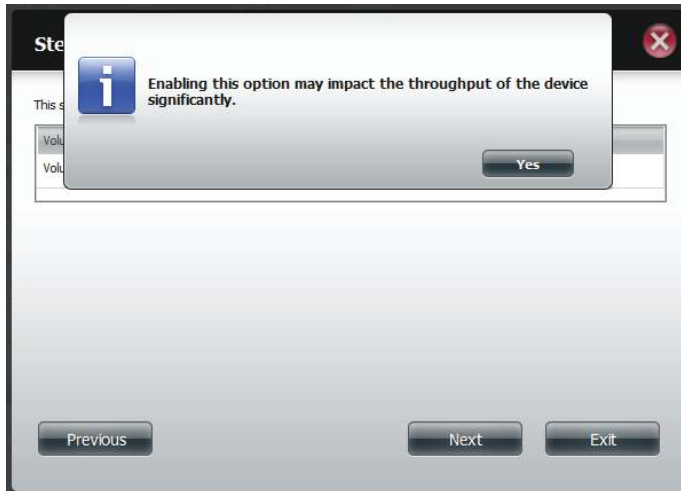 Ste
Enabling this option may impact the throughput of the device
significantly.
This s
Volu
Yes
Volu
Previous
Next
Exit